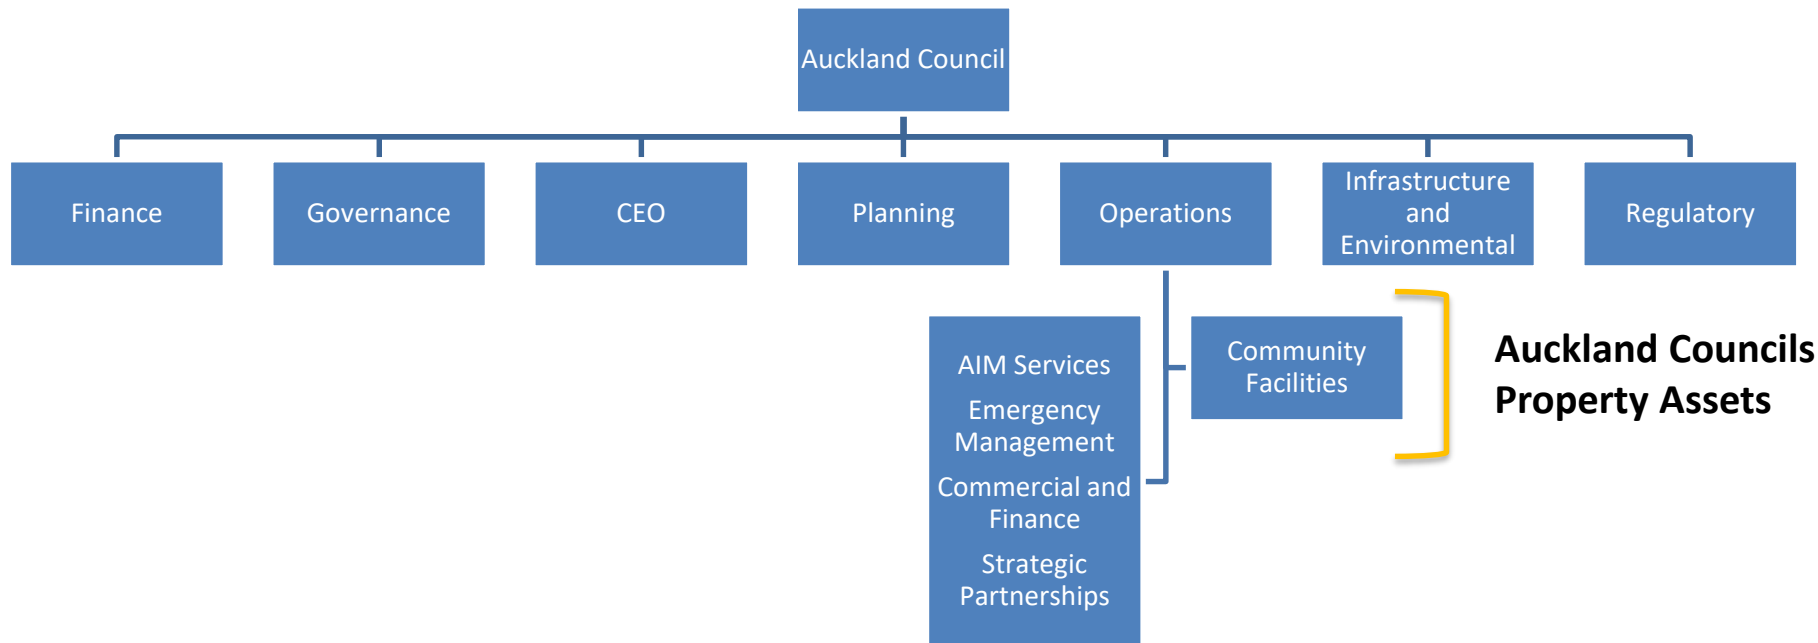 Auckland Council
Finance
Governance
CEO
Planning
Operations
Infrastructure
and
Environmental
Regulatory
AIM Services
Emergency
Management
Commercial and
Finance
Strategic
Partnerships
Community
Facilities
Auckland Councils
Property Assets